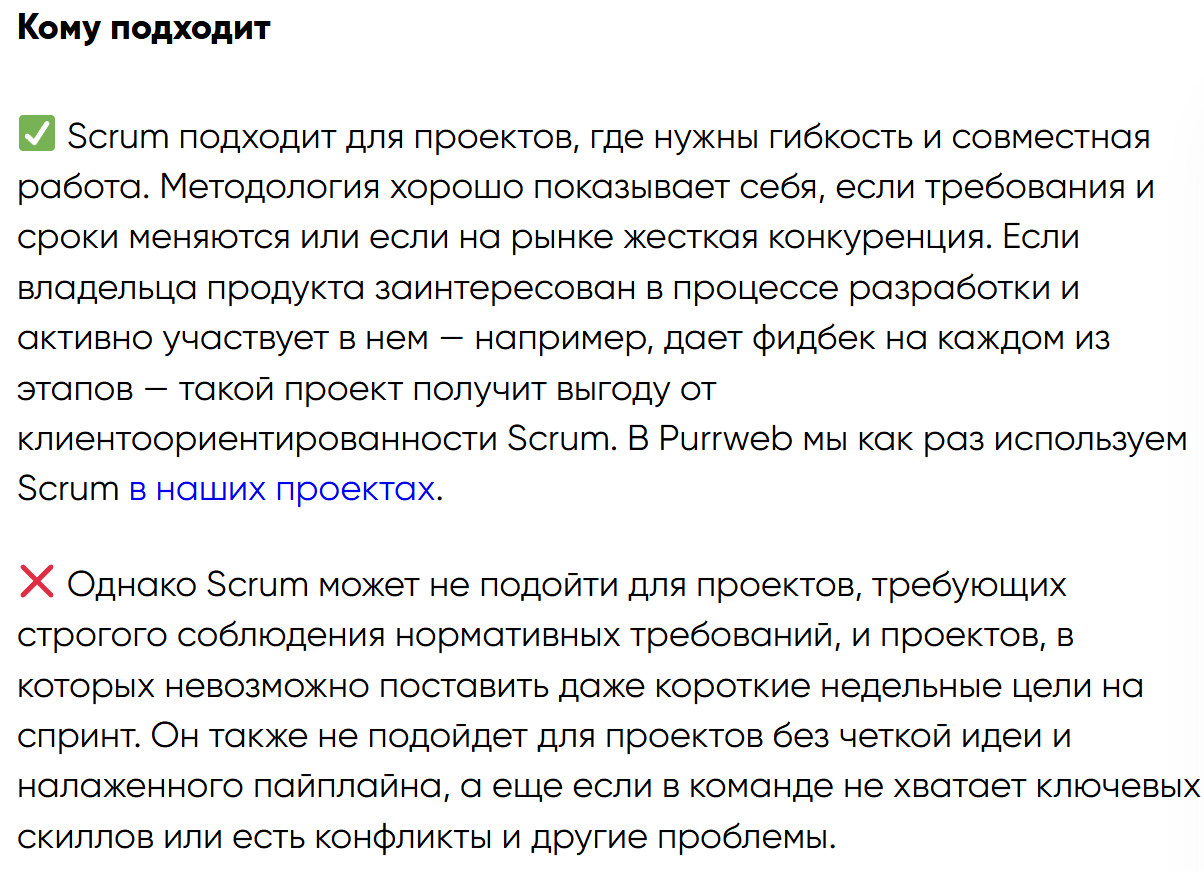 Кому подходит
✅ Scrum подходит для проектов, где нужны гибкость и совместная
работа. Методология хорошо показывает себя, если требования и
сроки меняются или если на рынке жесткая конкуренция. Если
владельца продукта заинтересован в процессе разработки и
активно участвует в нем — например, дает фидбек на каждом из
этапов — такой проект получит выгоду от
клиентоориентированности Scrum. В Purrweb мы как раз используем
Scrum в наших проектах.
❌ Однако Scrum может не подойти для проектов, требующих
строгого соблюдения нормативных требований, и проектов, в
которых невозможно поставить даже короткие недельные цели на
спринт. Он также не подойдет для проектов без четкой идеи и
налаженного пайплайна, а еще если в команде не хватает ключевых
скиллов или есть конфликты и другие проблемы.